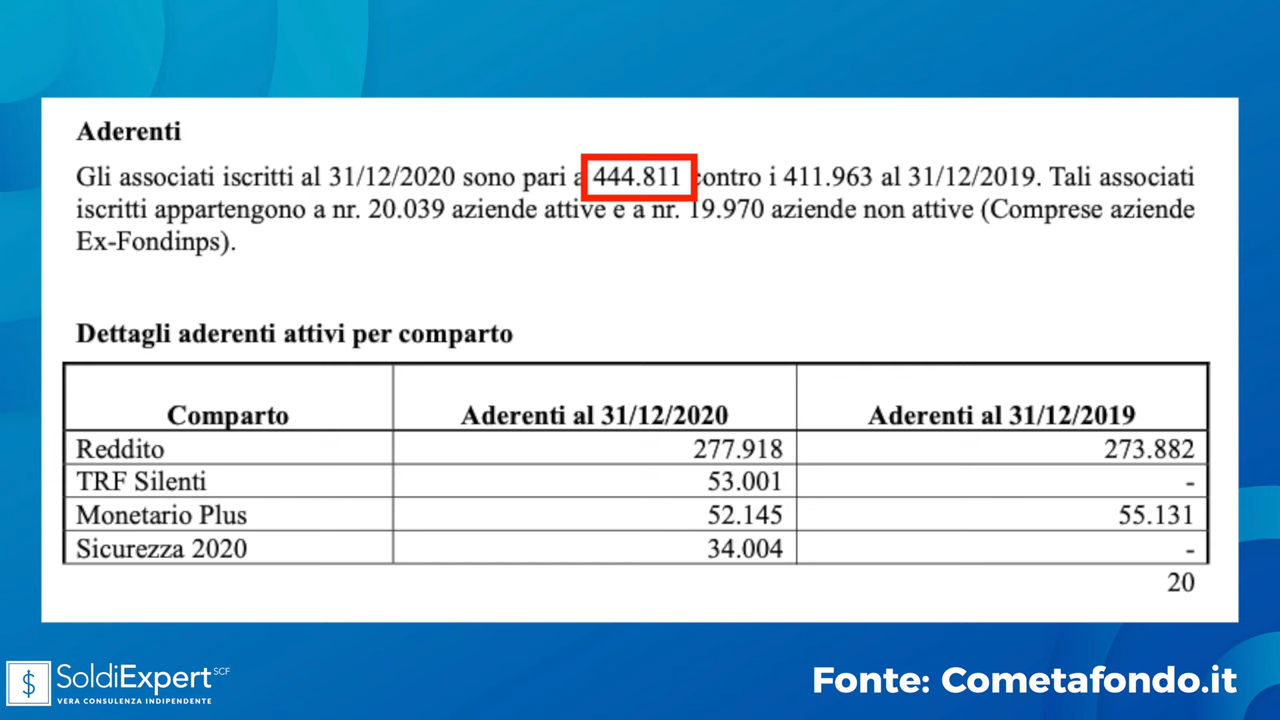 Aderenti
Gli associati iscritti al 31/12/2020 sono pari a 444.811 contro i 411.963 al 31/12/2019. Tali associati
iscritti appartengono a nr. 20.039 aziende attive e a nr. 19.970 aziende non attive (Comprese aziende
Ex-Fondinps).
Dettagli aderenti attivi per comparto
Comparto Aderenti al 31/12/2020 Aderenti al 31/12/2019
Reddito 277.918 273.882
TRF Silenti 53.001 -
Monetario Plus 52.145 55.131
Sicurezza 2020 34.004 -
20
$ SoldiExpert SCF
VERA CONSULENZA INDIPENDENTE
Fonte: Cometafondo.it